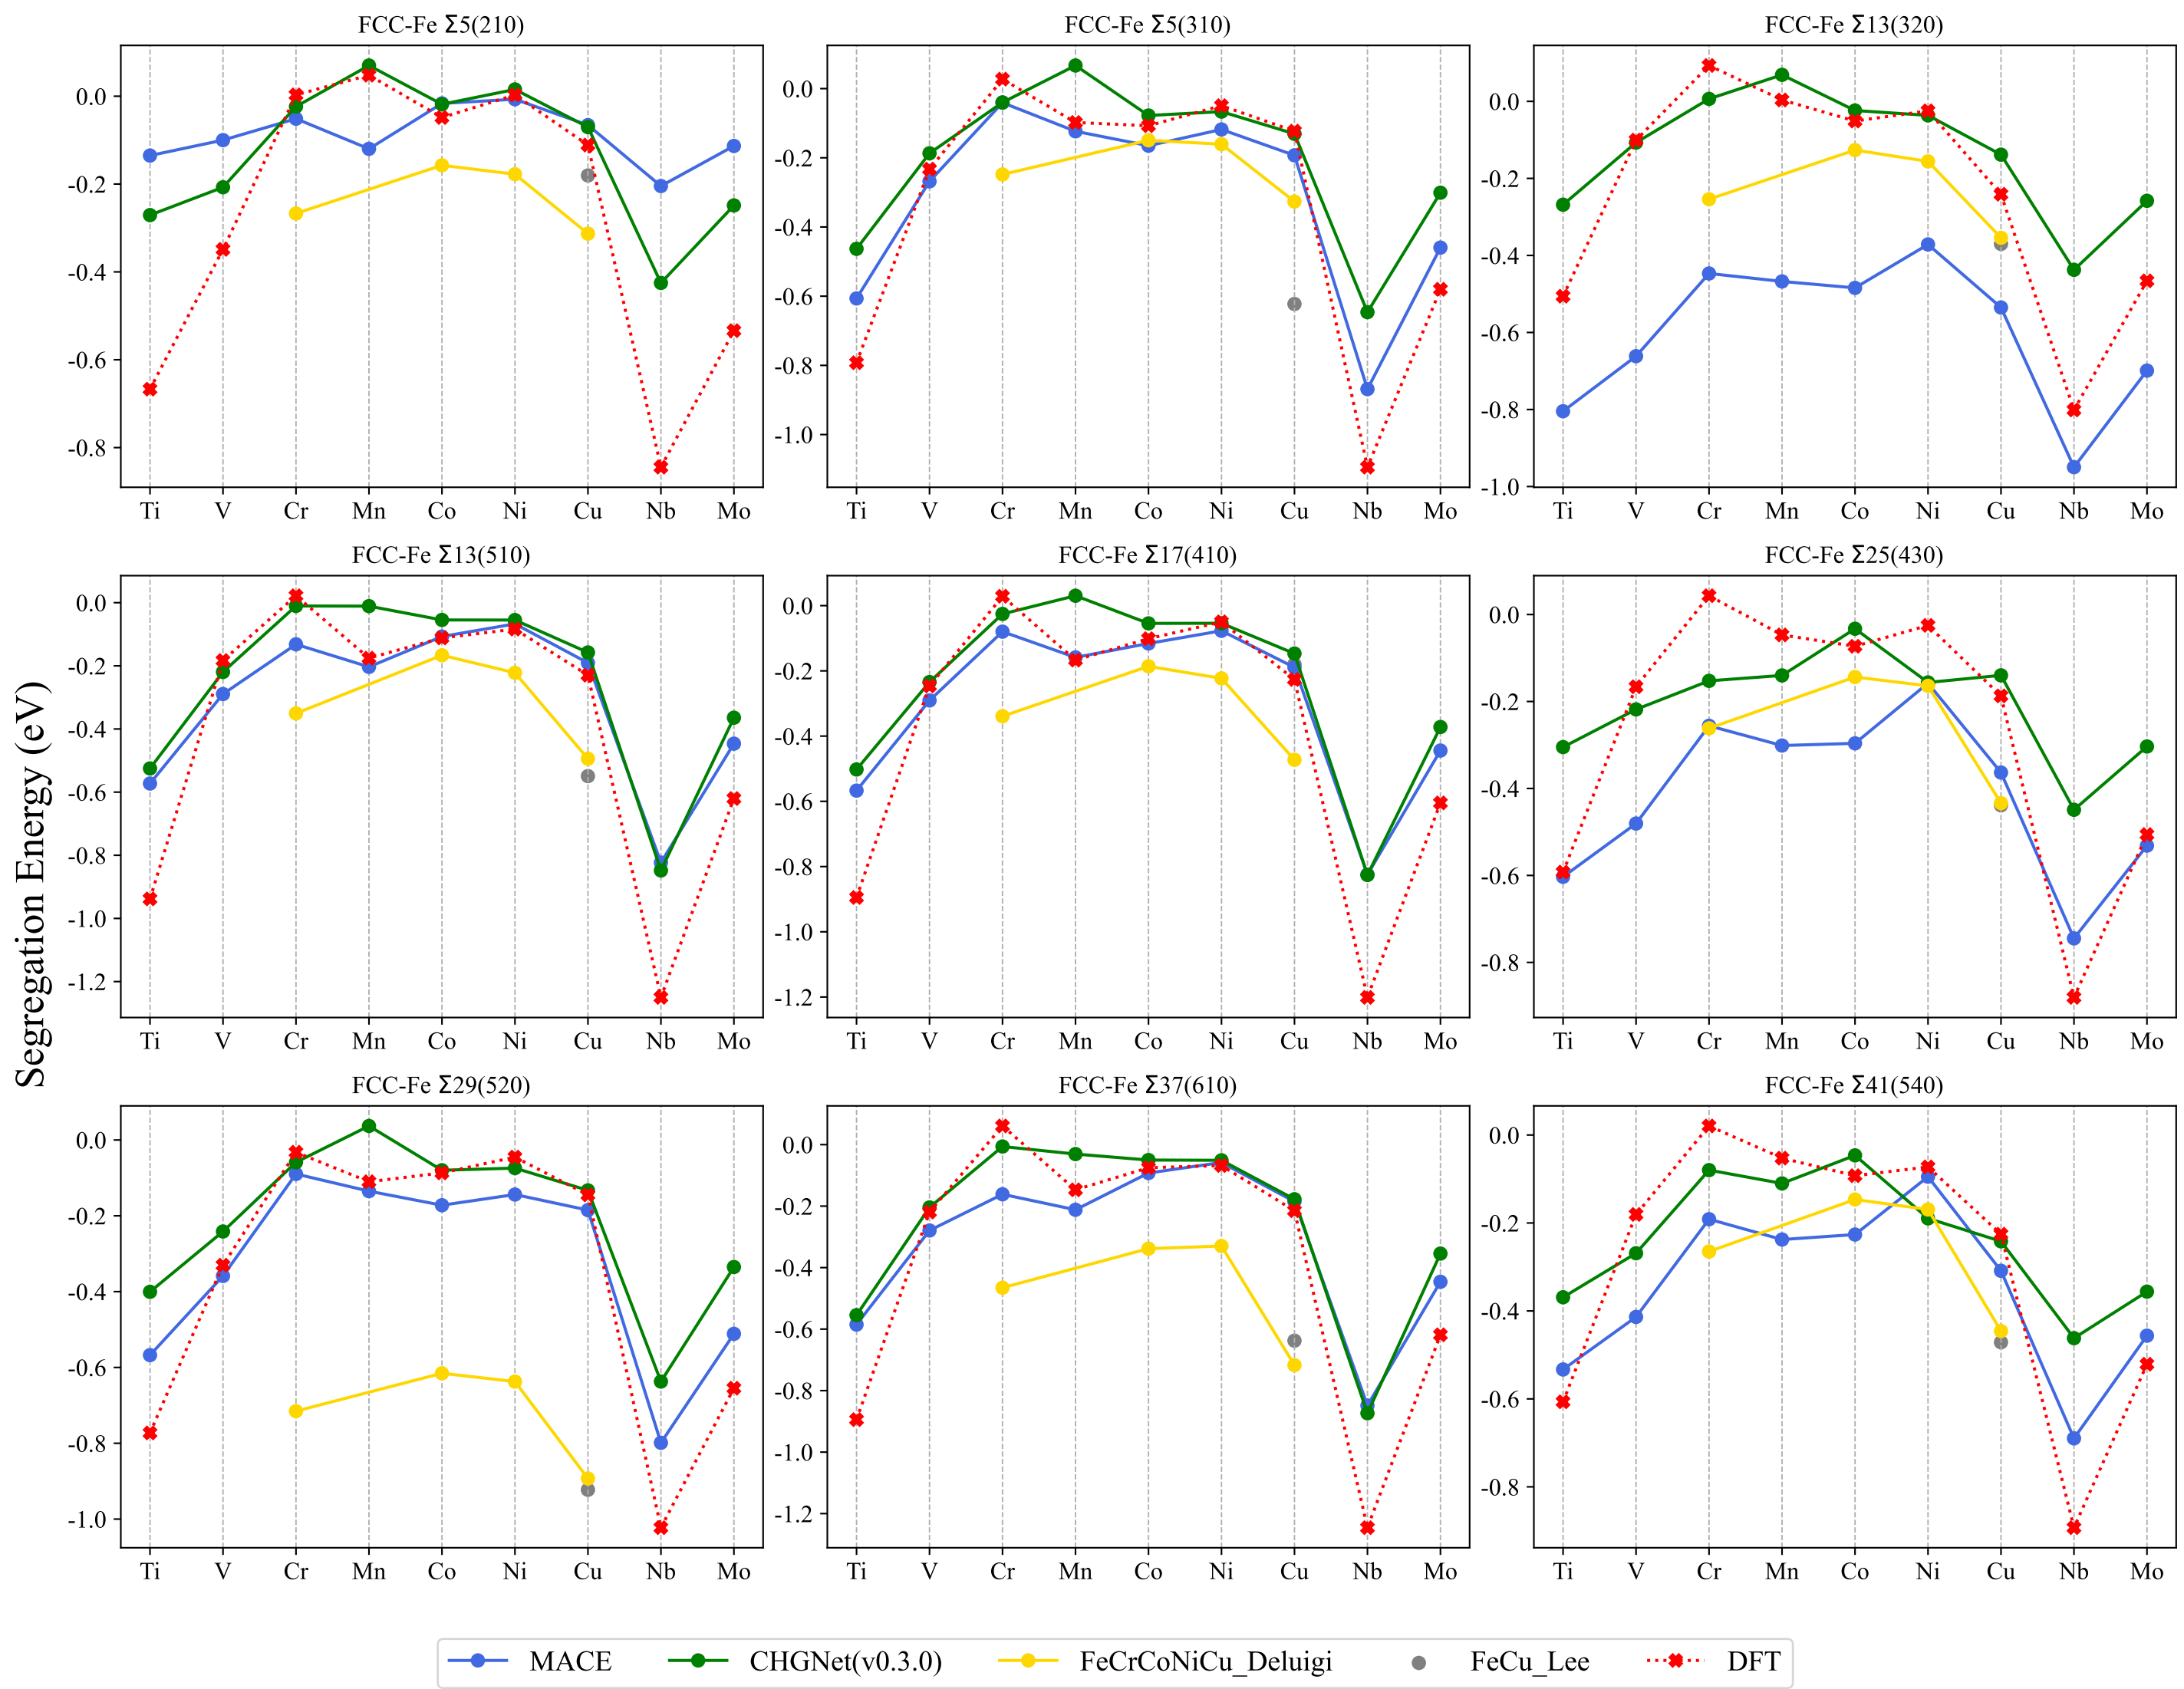 FCC-Fe Σ5(210)
FCC-Fe Σ5(310)
FCC-Fe Σ13(320)
0.0
-0.2
-0.4
-0.6
-0.8
0.0
-0.2
-0.4
-0.6
-0.8
-1.0
0.0
-0.2
-0.4
-0.6
-0.8
-1.0
Ti V Cr Mn Co Ni Cu Nb Mo
Ti V Cr Mn Co Ni Cu Nb Mo
Ti V Cr Mn Co Ni Cu Nb Mo
FCC-Fe Σ13(510)
FCC-Fe Σ17(410)
FCC-Fe Σ25(430)
Segregation Energy (eV)
0.0
-0.2
-0.4
-0.6
-0.8
-1.0
-1.2
0.0
-0.2
-0.4
-0.6
-0.8
-1.0
-1.2
0.0
-0.2
-0.4
-0.6
-0.8
Ti V Cr Mn Co Ni Cu Nb Mo
Ti V Cr Mn Co Ni Cu Nb Mo
Ti V Cr Mn Co Ni Cu Nb Mo
FCC-Fe Σ29(520)
FCC-Fe Σ37(610)
FCC-Fe Σ41(540)
0.0
-0.2
-0.4
-0.6
-0.8
-1.0
0.0
-0.2
-0.4
-0.6
-0.8
-1.0
-1.2
0.0
-0.2
-0.4
-0.6
-0.8
Ti V Cr Mn Co Ni Cu Nb Mo
Ti V Cr Mn Co Ni Cu Nb Mo
Ti V Cr Mn Co Ni Cu Nb Mo
MACE CHGNet(v0.3.0) FeCrCoNiCu_Deluigi FeCu_Lee DFT